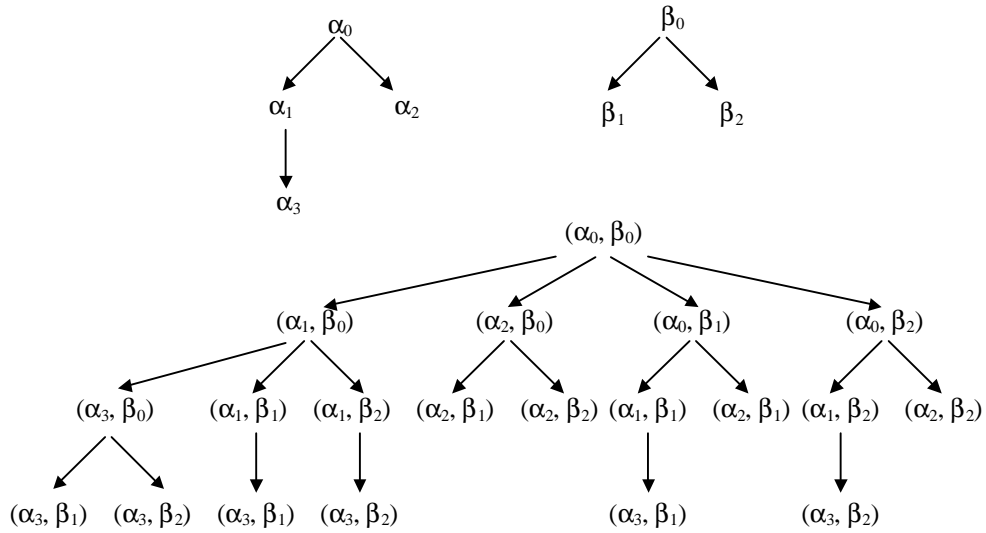 α₀ β₀
α₁ α₂ β₁ β₂
α₃
(α₀, β₀)
(α₁, β₀) (α₂, β₀) (α₀, β₁) (α₀, β₂)
(α₃, β₀) (α₁, β₁) (α₁, β₂) (α₂, β₁) (α₂, β₂) (α₁, β₁) (α₂, β₁) (α₁, β₂) (α₂, β₂)
(α₃, β₁) (α₃, β₂) (α₃, β₁) (α₃, β₂) (α₃, β₁) (α₃, β₂)